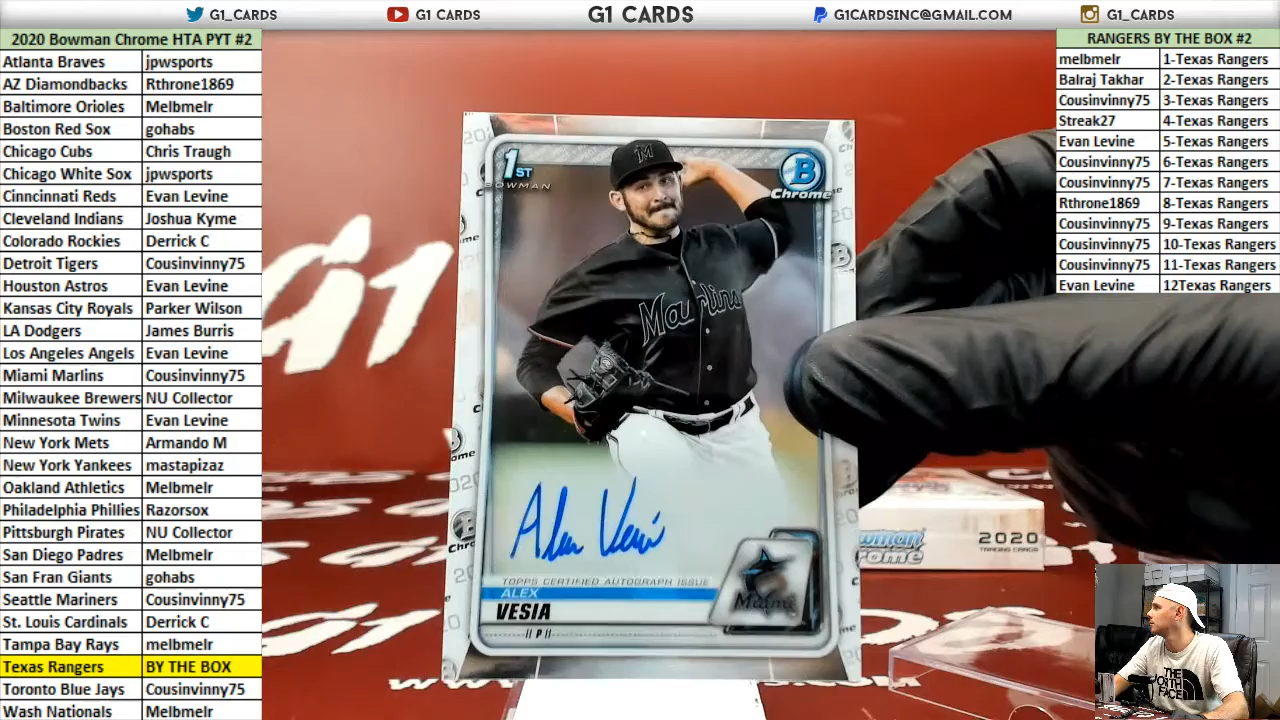 G1_CARDS
G1 CARDS
G1 CARDS
G1CARDSINC@GMAIL.COM
G1_CARDS
2020 Bowman Chrome HTA PYT #2
Atlanta Braves jpwsports
AZ Diamondbacks Rthrone1869
Baltimore Orioles Melbmelr
Boston Red Sox gohabs
Chicago Cubs Chris Traugh
Chicago White Sox jpwsports
Cinncinati Reds Evan Levine
Cleveland Indians Joshua Kyme
Colorado Rockies Derrick C
Detroit Tigers Cousinvinny75
Houston Astros Evan Levine
Kansas City Royals Parker Wilson
LA Dodgers James Burris
Los Angeles Angels Evan Levine
Miami Marlins Cousinvinny75
Milwaukee Brewers NU Collector
Minnesota Twins Evan Levine
New York Mets Armando M
New York Yankees mastapizaz
Oakland Athletics Melbmelr
Philadelphia Phillies Razorsox
Pittsburgh Pirates NU Collector
San Diego Padres Melbmelr
San Fran Giants gohabs
Seattle Mariners Cousinvinny75
St. Louis Cardinals Derrick C
Tampa Bay Rays melbmelr
Texas Rangers BY THE BOX
Toronto Blue Jays Cousinvinny75
Wash Nationals Melbmelr
1ST
BOWMAN
B
Chrome
M
Marlins
Alex Vesia
TOPPS CERTIFIED AUTOGRAPH ISSUE
ALEX
VESIA
P
Miami
G1
2020
TRADING CARDS
RANGERS BY THE BOX #2
melbmelr 1-Texas Rangers
Balraj Takhar 2-Texas Rangers
Cousinvinny75 3-Texas Rangers
Streak27 4-Texas Rangers
Evan Levine 5-Texas Rangers
Cousinvinny75 6-Texas Rangers
Cousinvinny75 7-Texas Rangers
Rthrone1869 8-Texas Rangers
Cousinvinny75 9-Texas Rangers
Cousinvinny75 10-Texas Rangers
Cousinvinny75 11-Texas Rangers
Evan Levine 12Texas Rangers
THE
NORTH
FACE